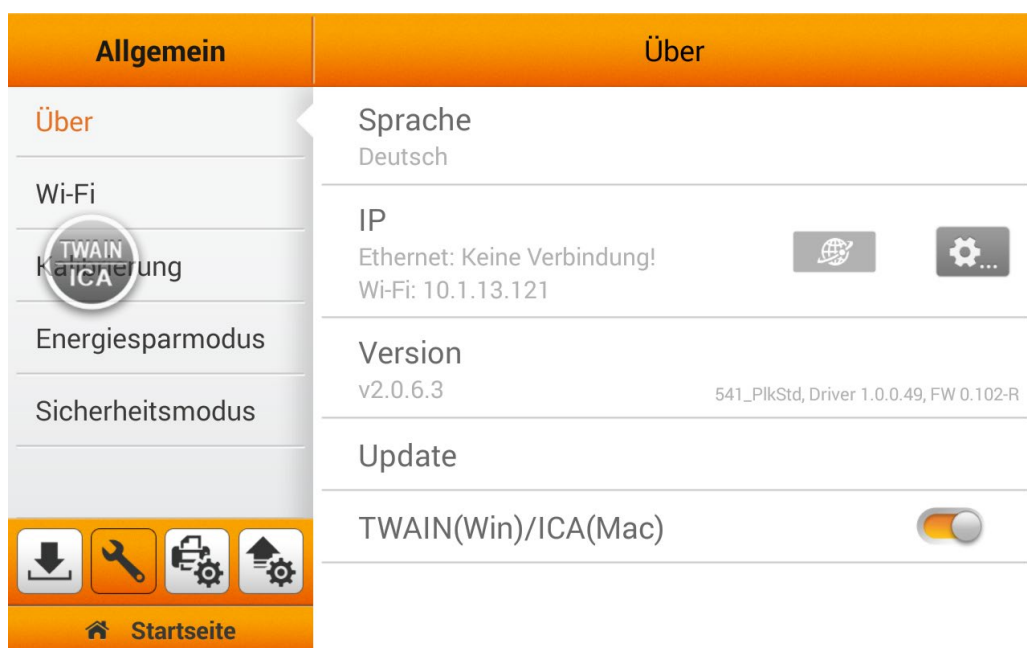 Allgemein
Über
Über
Wi-Fi
TWAIN
ICA
Kalibrierung
Energiesparmodus
Sicherheitsmodus
Startseite
Sprache
Deutsch
IP
Ethernet: Keine Verbindung!
Wi-Fi: 10.1.13.121
Version
v2.0.6.3
541_PlkStd, Driver 1.0.0.49, FW 0.102-R
Update
TWAIN(Win)/ICA(Mac)